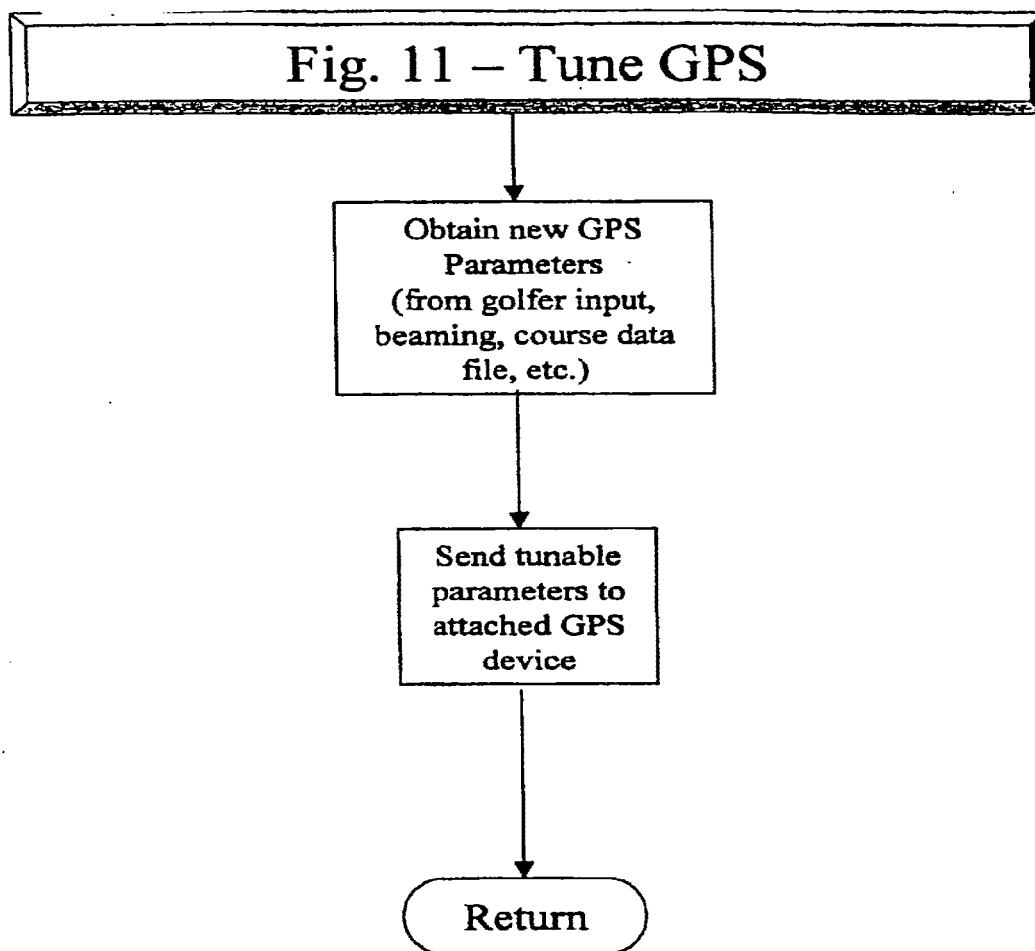 Fig. 11 – Tune GPS
Obtain new GPS
Parameters
(from golfer input,
beaming, course data
file, etc.)
Send tunable
parameters to
attached GPS
device
Return